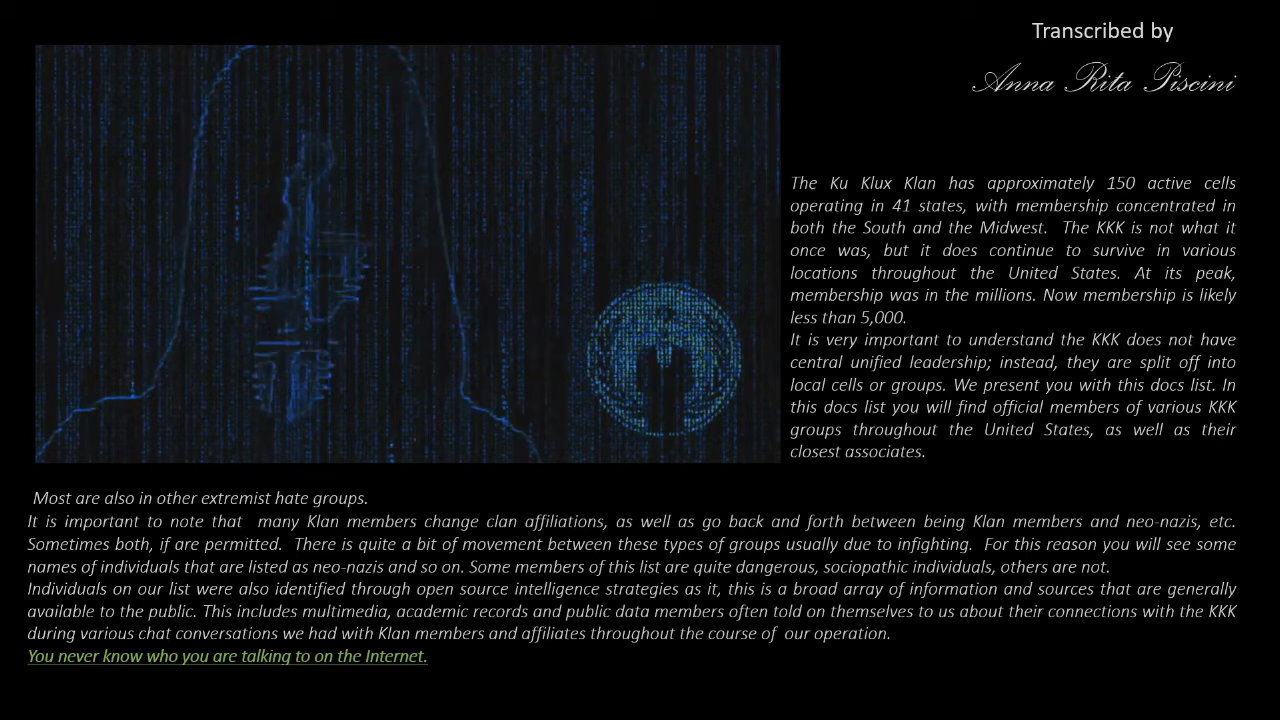 Transcribed by
Anna Rita Piscini
The Ku Klux Klan has approximately 150 active cells
operating in 41 states, with membership concentrated in
both the South and the Midwest. The KKK is not what it
once was, but it does continue to survive in various
locations throughout the United States. At its peak,
membership was in the millions. Now membership is likely
less than 5,000.
It is very important to understand the KKK does not have
central unified leadership; instead, they are split off into
local cells or groups. We present you with this docs list. In
this docs list you will find official members of various KKK
groups throughout the United States, as well as their
closest associates.
Most are also in other extremist hate groups.
It is important to note that many Klan members change clan affiliations, as well as go back and forth between being Klan members and neo-nazis, etc.
Sometimes both, if are permitted. There is quite a bit of movement between these types of groups usually due to infighting. For this reason you will see some
names of individuals that are listed as neo-nazis and so on. Some members of this list are quite dangerous, sociopathic individuals, others are not.
Individuals on our list were also identified through open source intelligence strategies as it, this is a broad array of information and sources that are generally
available to the public. This includes multimedia, academic records and public data members often told on themselves to us about their connections with the KKK
during various chat conversations we had with Klan members and affiliates throughout the course of our operation.
You never know who you are talking to on the Internet.